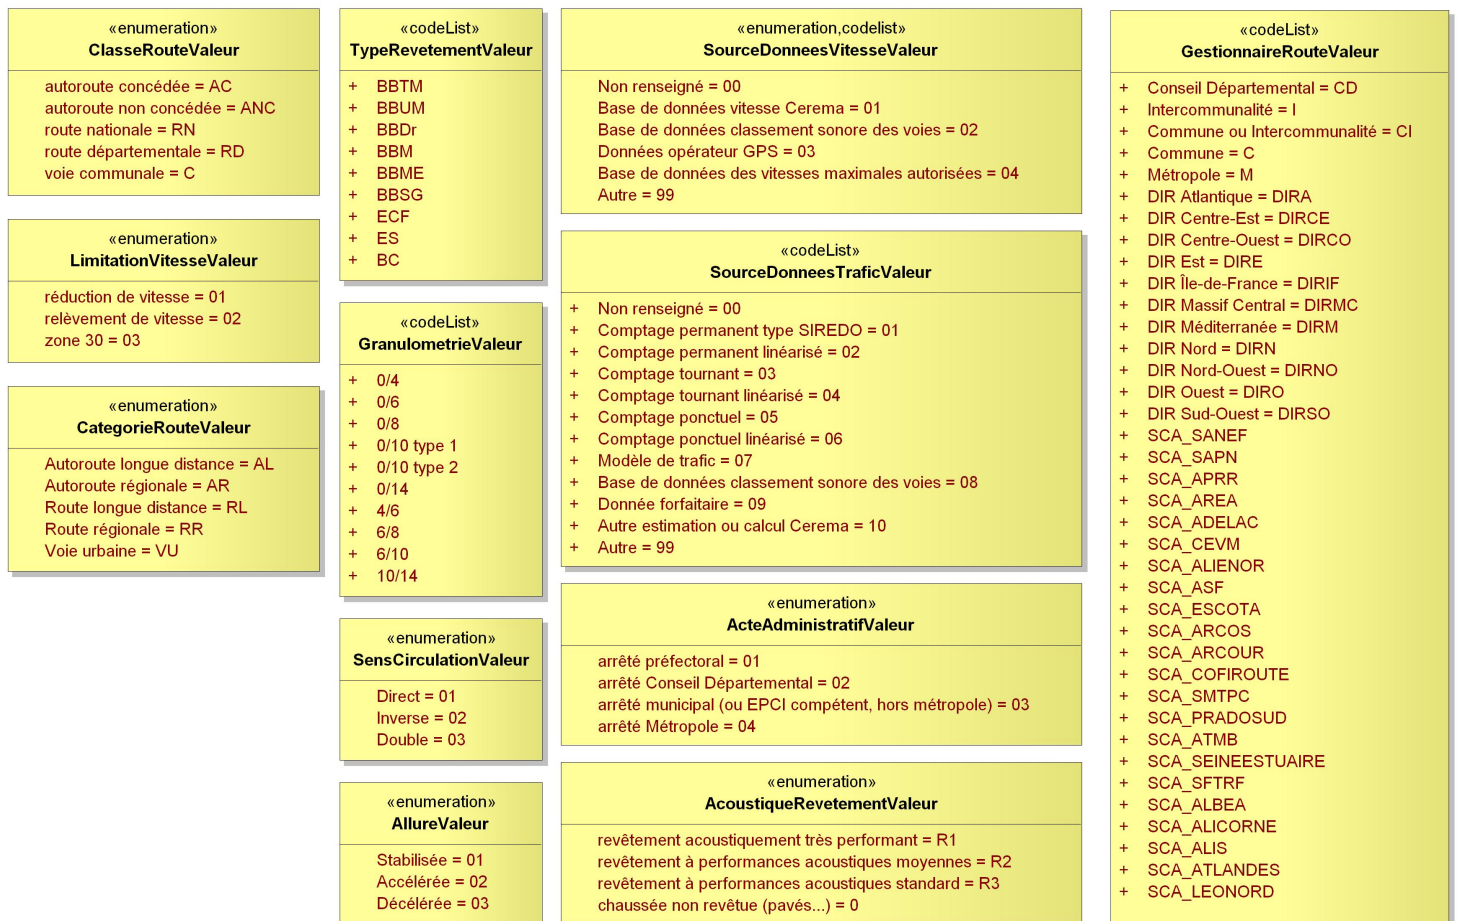 «enumeration»
ClasseRouteValeur
autoroute concédée = AC
autoroute non concédée = ANC
route nationale = RN
route départementale = RD
voie communale = C
«enumeration»
LimitationVitesseValeur
réduction de vitesse = 01
relèvement de vitesse = 02
zone 30 = 03
«enumeration»
CategorieRouteValeur
Autoroute longue distance = AL
Autoroute régionale = AR
Route longue distance = RL
Route régionale = RR
Voie urbaine = VU
«codeList»
TypeRevetementValeur
+ BBTM
+ BBUM
+ BBDr
+ BBM
+ BBME
+ BBSG
+ ECF
+ ES
+ BC
«codeList»
GranulometrieValeur
+ 0/4
+ 0/6
+ 0/8
+ 0/10 type 1
+ 0/10 type 2
+ 0/14
+ 4/6
+ 6/8
+ 6/10
+ 10/14
«enumeration»
SensCirculationValeur
Direct = 01
Inverse = 02
Double = 03
«enumeration»
AllureValeur
Stabilisée = 01
Accélérée = 02
Décélérée = 03
«enumeration,codelist»
SourceDonneesVitesseValeur
Non renseigné = 00
Base de données vitesse Cerema = 01
Base de données classement sonore des voies = 02
Données opérateur GPS = 03
Base de données des vitesses maximales autorisées = 04
Autre = 99
«codeList»
SourceDonneesTraficValeur
+ Non renseigné = 00
+ Comptage permanent type SIREDO = 01
+ Comptage permanent linéarisé = 02
+ Comptage tournant = 03
+ Comptage tournant linéarisé = 04
+ Comptage ponctuel = 05
+ Comptage ponctuel linéarisé = 06
+ Modèle de trafic = 07
+ Base de données classement sonore des voies = 08
+ Donnée forfaitaire = 09
+ Autre estimation ou calcul Cerema = 10
+ Autre = 99
«enumeration»
ActeAdministratifValeur
arrêté préfectoral = 01
arrêté Conseil Départemental = 02
arrêté municipal (ou EPCI compétent, hors métropole) = 03
arrêté Métropole = 04
«enumeration»
AcoustiqueRevetementValeur
revêtement acoustiquement très performant = R1
revêtement à performances acoustiques moyennes = R2
revêtement à performances acoustiques standard = R3
chaussée non revêtue (pavés...) = 0
«codeList»
GestionnaireRouteValeur
+ Conseil Départemental = CD
+ Intercommunalité = I
+ Commune ou Intercommunalité = CI
+ Commune = C
+ Métropole = M
+ DIR Atlantique = DIRA
+ DIR Centre-Est = DIRCE
+ DIR Centre-Ouest = DIRCO
+ DIR Est = DIRE
+ DIR Île-de-France = DIRIF
+ DIR Massif Central = DIRMC
+ DIR Méditerranée = DIRM
+ DIR Nord = DIRN
+ DIR Nord-Ouest = DIRNO
+ DIR Ouest = DIRO
+ DIR Sud-Ouest = DIRSO
+ SCA_SANEF
+ SCA_SAPN
+ SCA_APRR
+ SCA_AREA
+ SCA_ADELAC
+ SCA_CEVM
+ SCA_ALIENOR
+ SCA_ASF
+ SCA_ESCOTA
+ SCA_ARCOS
+ SCA_ARCOUR
+ SCA_COFIROUTE
+ SCA_SMTPC
+ SCA_PRADOSUD
+ SCA_ATMB
+ SCA_SEINEESTUAIRE
+ SCA_SFTRF
+ SCA_ALBEA
+ SCA_ALICORNE
+ SCA_ALIS
+ SCA_ATLANDES
+ SCA_LEONORD